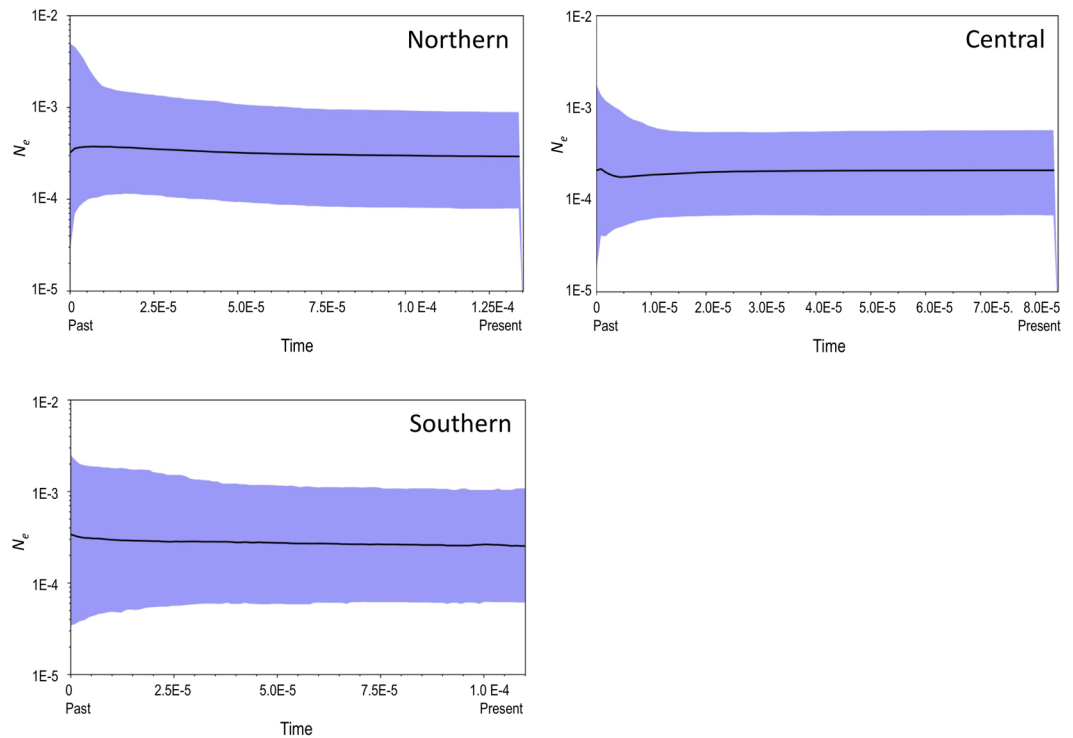 Northern
1E-2
1E-3
1E-4
1E-5
Ne
0 2.5E-5 5.0E-5 7.5E-5 1.0 E-4 1.25E-4
Past Present
Time
Central
1E-2
1E-3
1E-4
1E-5
Ne
0 1.0E-5 2.0E-5 3.0E-5 4.0E-5 5.0E-5 6.0E-5 7.0E-5. 8.0E-5
Past Present
Time
Southern
1E-2
1E-3
1E-4
1E-5
Ne
0 2.5E-5 5.0E-5 7.5E-5 1.0 E-4
Past Present
Time